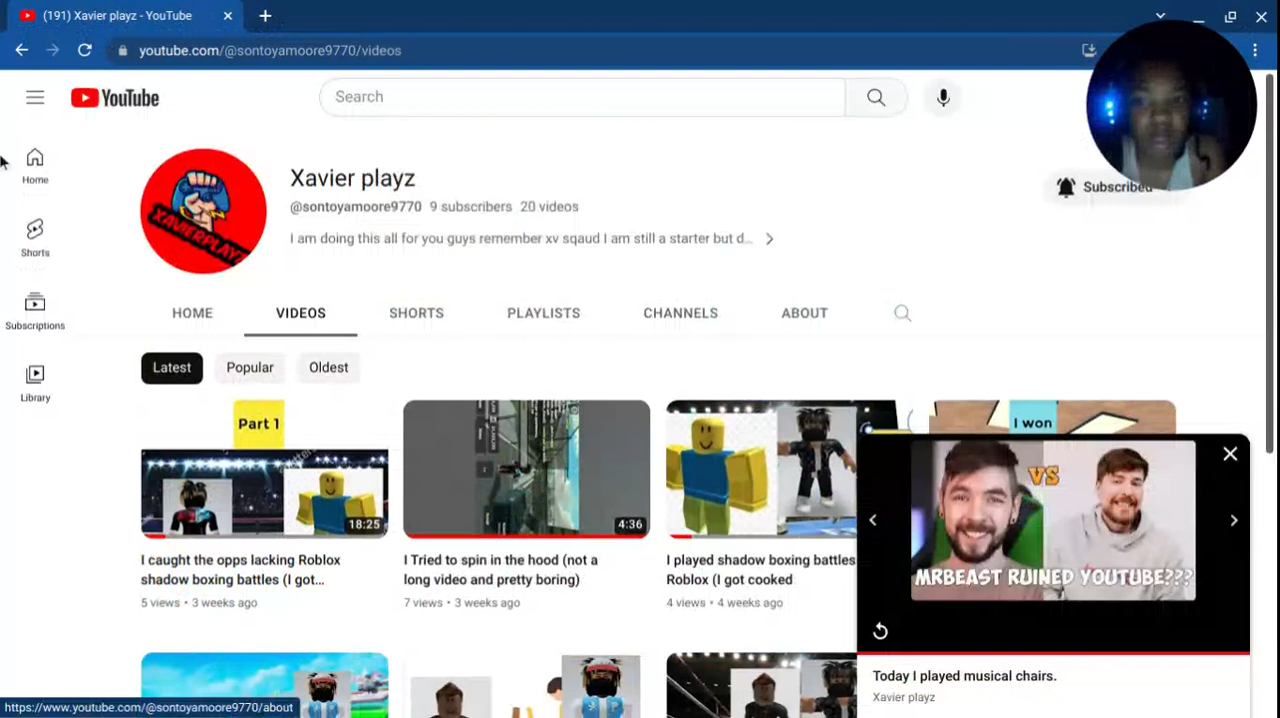 (191) Xavier playz - YouTube
youtube.com/@sontoyamoore9770/videos
YouTube
Search
Home
Shorts
Subscriptions
Library
XAVIERPLAYZ
Xavier playz
@sontoyamoore9770 9 subscribers 20 videos
I am doing this all for you guys remember xv sqaud I am still a starter but d...
Subscribed
HOME VIDEOS SHORTS PLAYLISTS CHANNELS ABOUT
Latest Popular Oldest
Part 1
18:25
I caught the opps lacking Roblox
shadow boxing battles (I got...
5 views • 3 weeks ago
4:36
I Tried to spin in the hood (not a
long video and pretty boring)
7 views • 3 weeks ago
I played shadow boxing battles
Roblox (I got cooked
4 views • 4 weeks ago
I won
VS
MRBEAST RUINED YOUTUBE???
Today I played musical chairs.
Xavier playz
https://www.youtube.com/@sontoyamoore9770/about